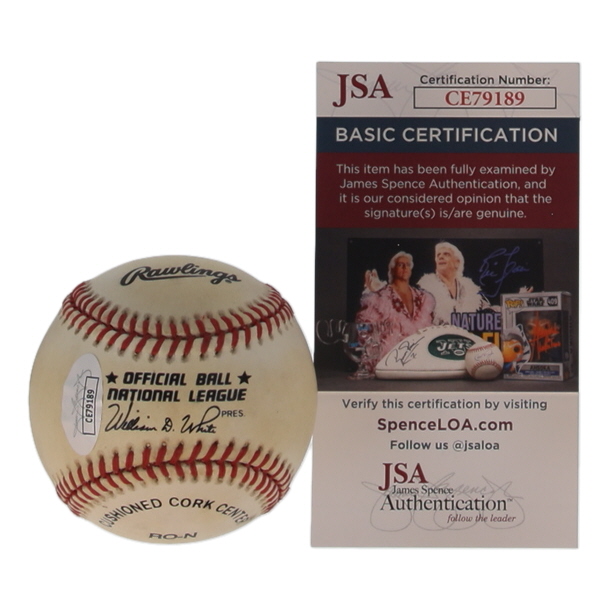 Rawlings
★ OFFICIAL BALL ★
NATIONAL LEAGUE
William D. White PRES.
CE79189
CUSHIONED CORK CENTER
RO-N
JSA
Certification Number:
CE79189
BASIC CERTIFICATION
This item has been fully examined by
James Spence Authentication, and
it is our considered opinion that the
signature(s) is/are genuine.
NATURE
JETS
Verify this certification by visiting
SpenceLOA.com
Follow us @jsaloa
JSA
James Spence
Authentication™
follow the leader